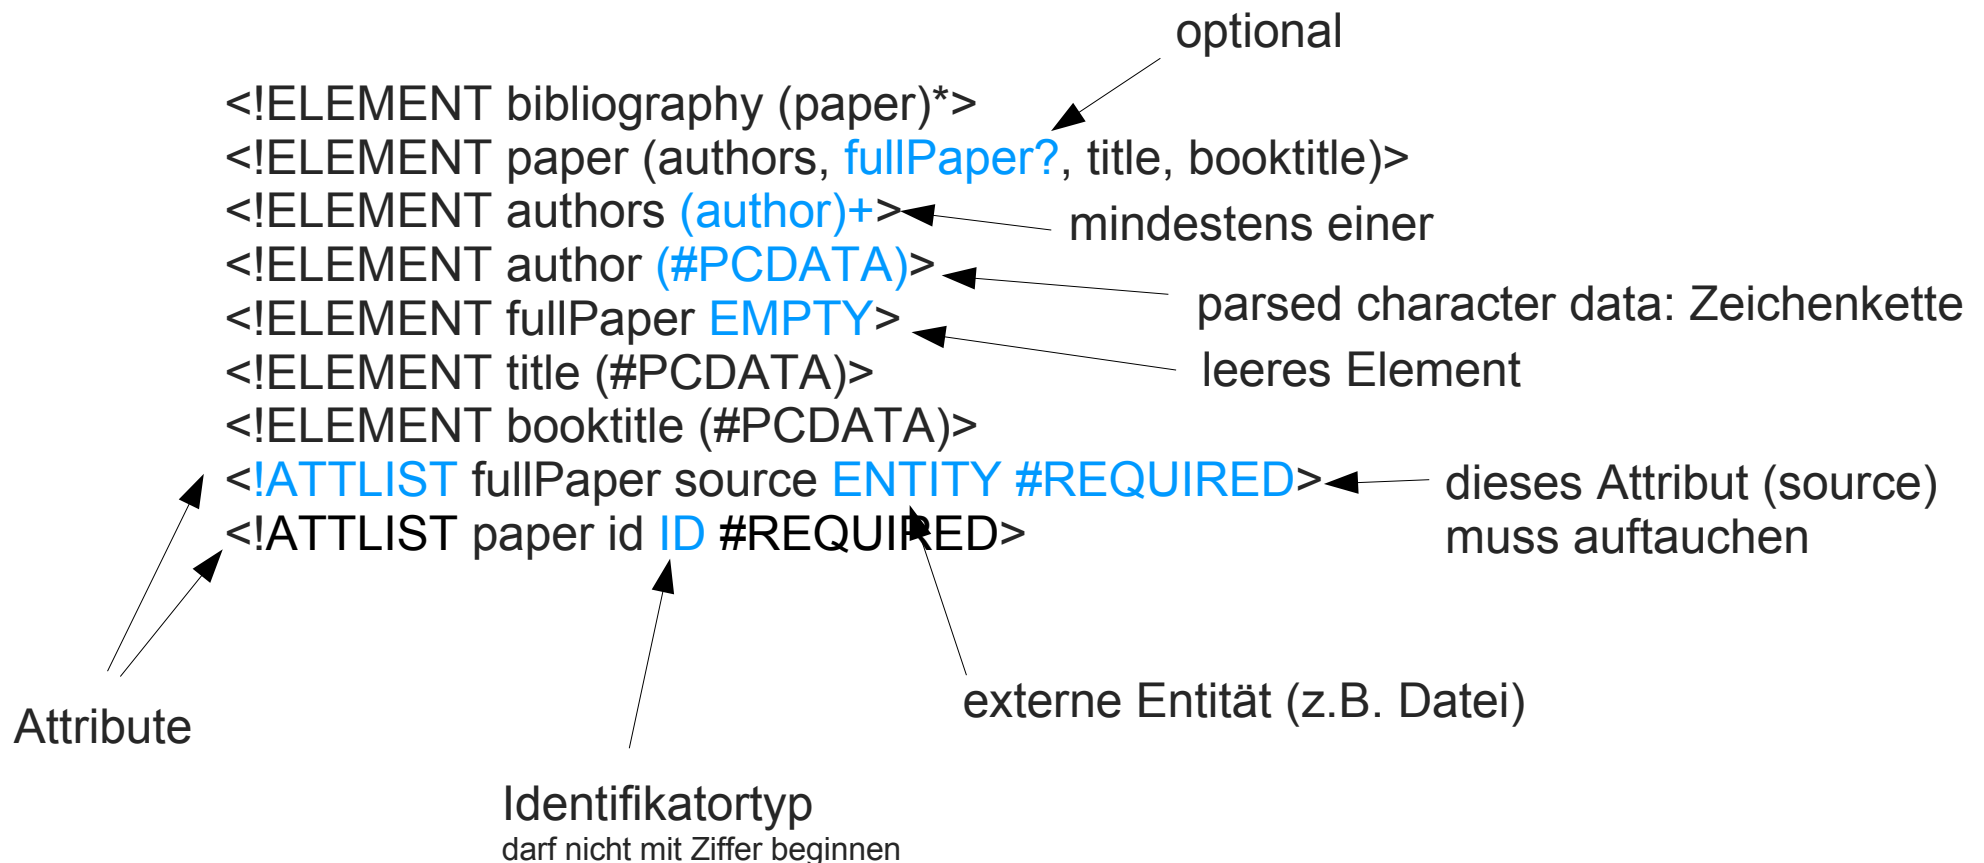 optional
<!ELEMENT bibliography (paper)*>
<!ELEMENT paper (authors, fullPaper?, title, booktitle)>
<!ELEMENT authors (author)+>
mindestens einer
<!ELEMENT author (#PCDATA)>
parsed character data: Zeichenkette
<!ELEMENT fullPaper EMPTY>
leeres Element
<!ELEMENT title (#PCDATA)>
<!ELEMENT booktitle (#PCDATA)>
<!ATTLIST fullPaper source ENTITY #REQUIRED>
dieses Attribut (source)
muss auftauchen
<!ATTLIST paper id ID #REQUIRED>
externe Entität (z.B. Datei)
Attribute
Identifikatortyp
darf nicht mit Ziffer beginnen